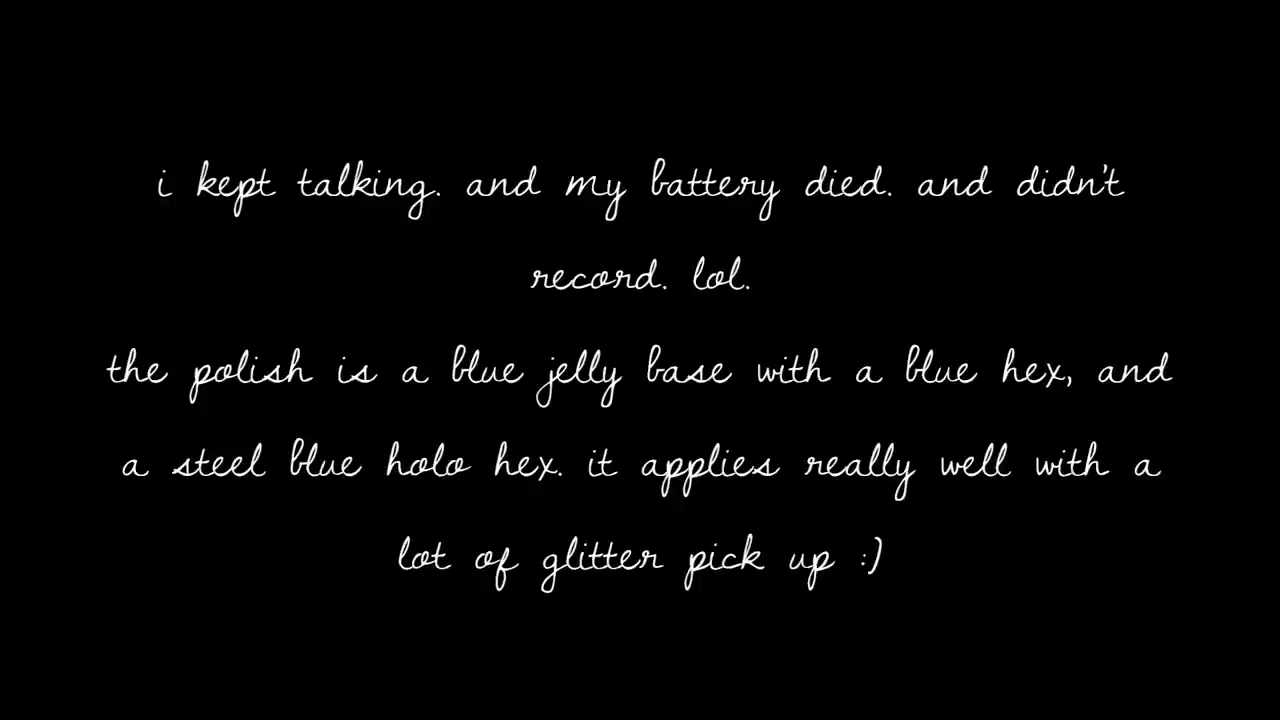 i kept talking. and my battery died. and didn't
record. lol.
the polish is a blue jelly base with a blue hex, and
a steel blue holo hex. it applies really well with a
lot of glitter pick up :)